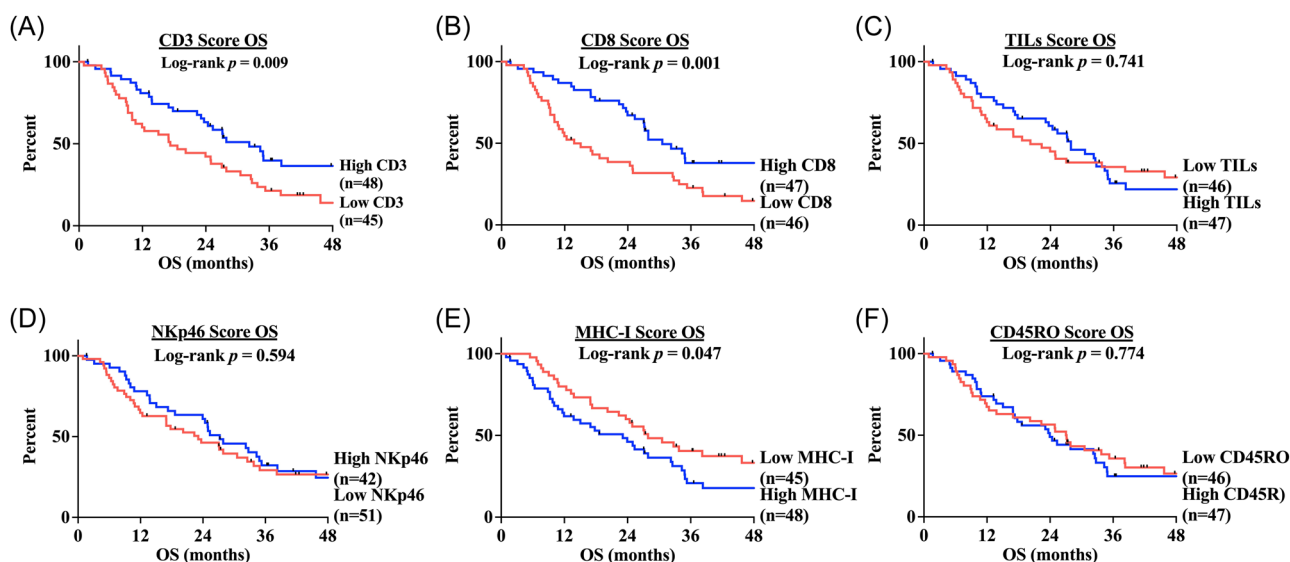 (A)
CD3 Score OS
Log-rank p = 0.009
100
50
0
Percent
0 12 24 36 48
OS (months)
High CD3
(n=48)
Low CD3
(n=45)
(B)
CD8 Score OS
Log-rank p = 0.001
100
50
0
Percent
0 12 24 36 48
OS (months)
High CD8
(n=47)
Low CD8
(n=46)
(C)
TILs Score OS
Log-rank p = 0.741
100
50
0
Percent
0 12 24 36 48
OS (months)
Low TILs
(n=46)
High TILs
(n=47)
(D)
NKp46 Score OS
Log-rank p = 0.594
100
50
0
Percent
0 12 24 36 48
OS (months)
High NKp46
(n=42)
Low NKp46
(n=51)
(E)
MHC-I Score OS
Log-rank p = 0.047
100
50
0
Percent
0 12 24 36 48
OS (months)
Low MHC-I
(n=45)
High MHC-I
(n=48)
(F)
CD45RO Score OS
Log-rank p = 0.774
100
50
0
Percent
0 12 24 36 48
OS (months)
Low CD45RO
(n=46)
High CD45R)
(n=47)